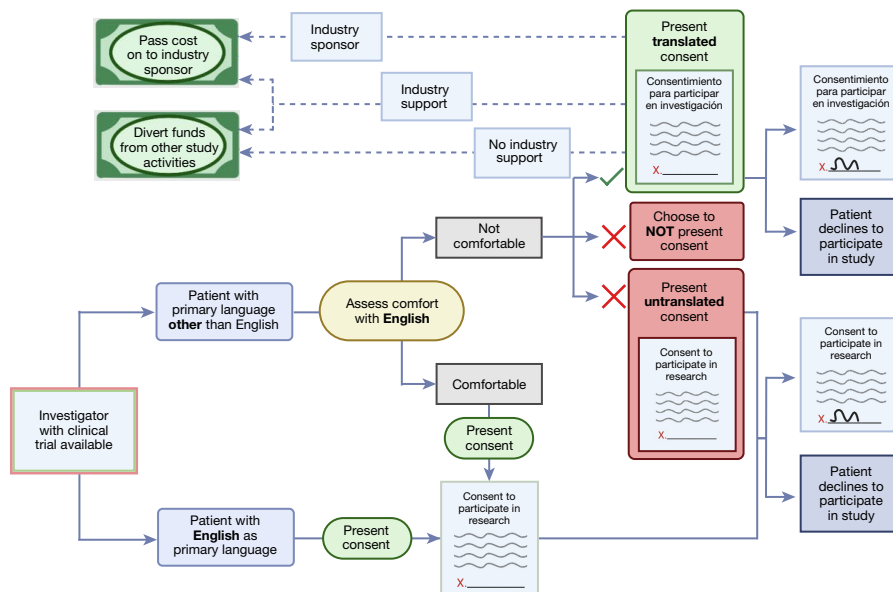 Pass cost
on to industry
sponsor
Industry
sponsor
Present
translated
consent
Consentimiento
para participar
en investigación
X.
Industry
support
Divert funds
from other study
activities
No industry
support
Consentimiento
para participar
en investigación
X.
Not
comfortable
Choose to
NOT present
consent
Patient
declines to
participate
in study
Patient with
primary language
other than English
Assess comfort
with English
Present
untranslated
consent
Consent to
participate in
research
X.
Consent to
participate in
research
X.
Comfortable
Investigator
with clinical
trial available
Present
consent
Patient
declines to
participate
in study
Patient with
English as
primary language
Present
consent
Consent to
participate in
research
X.